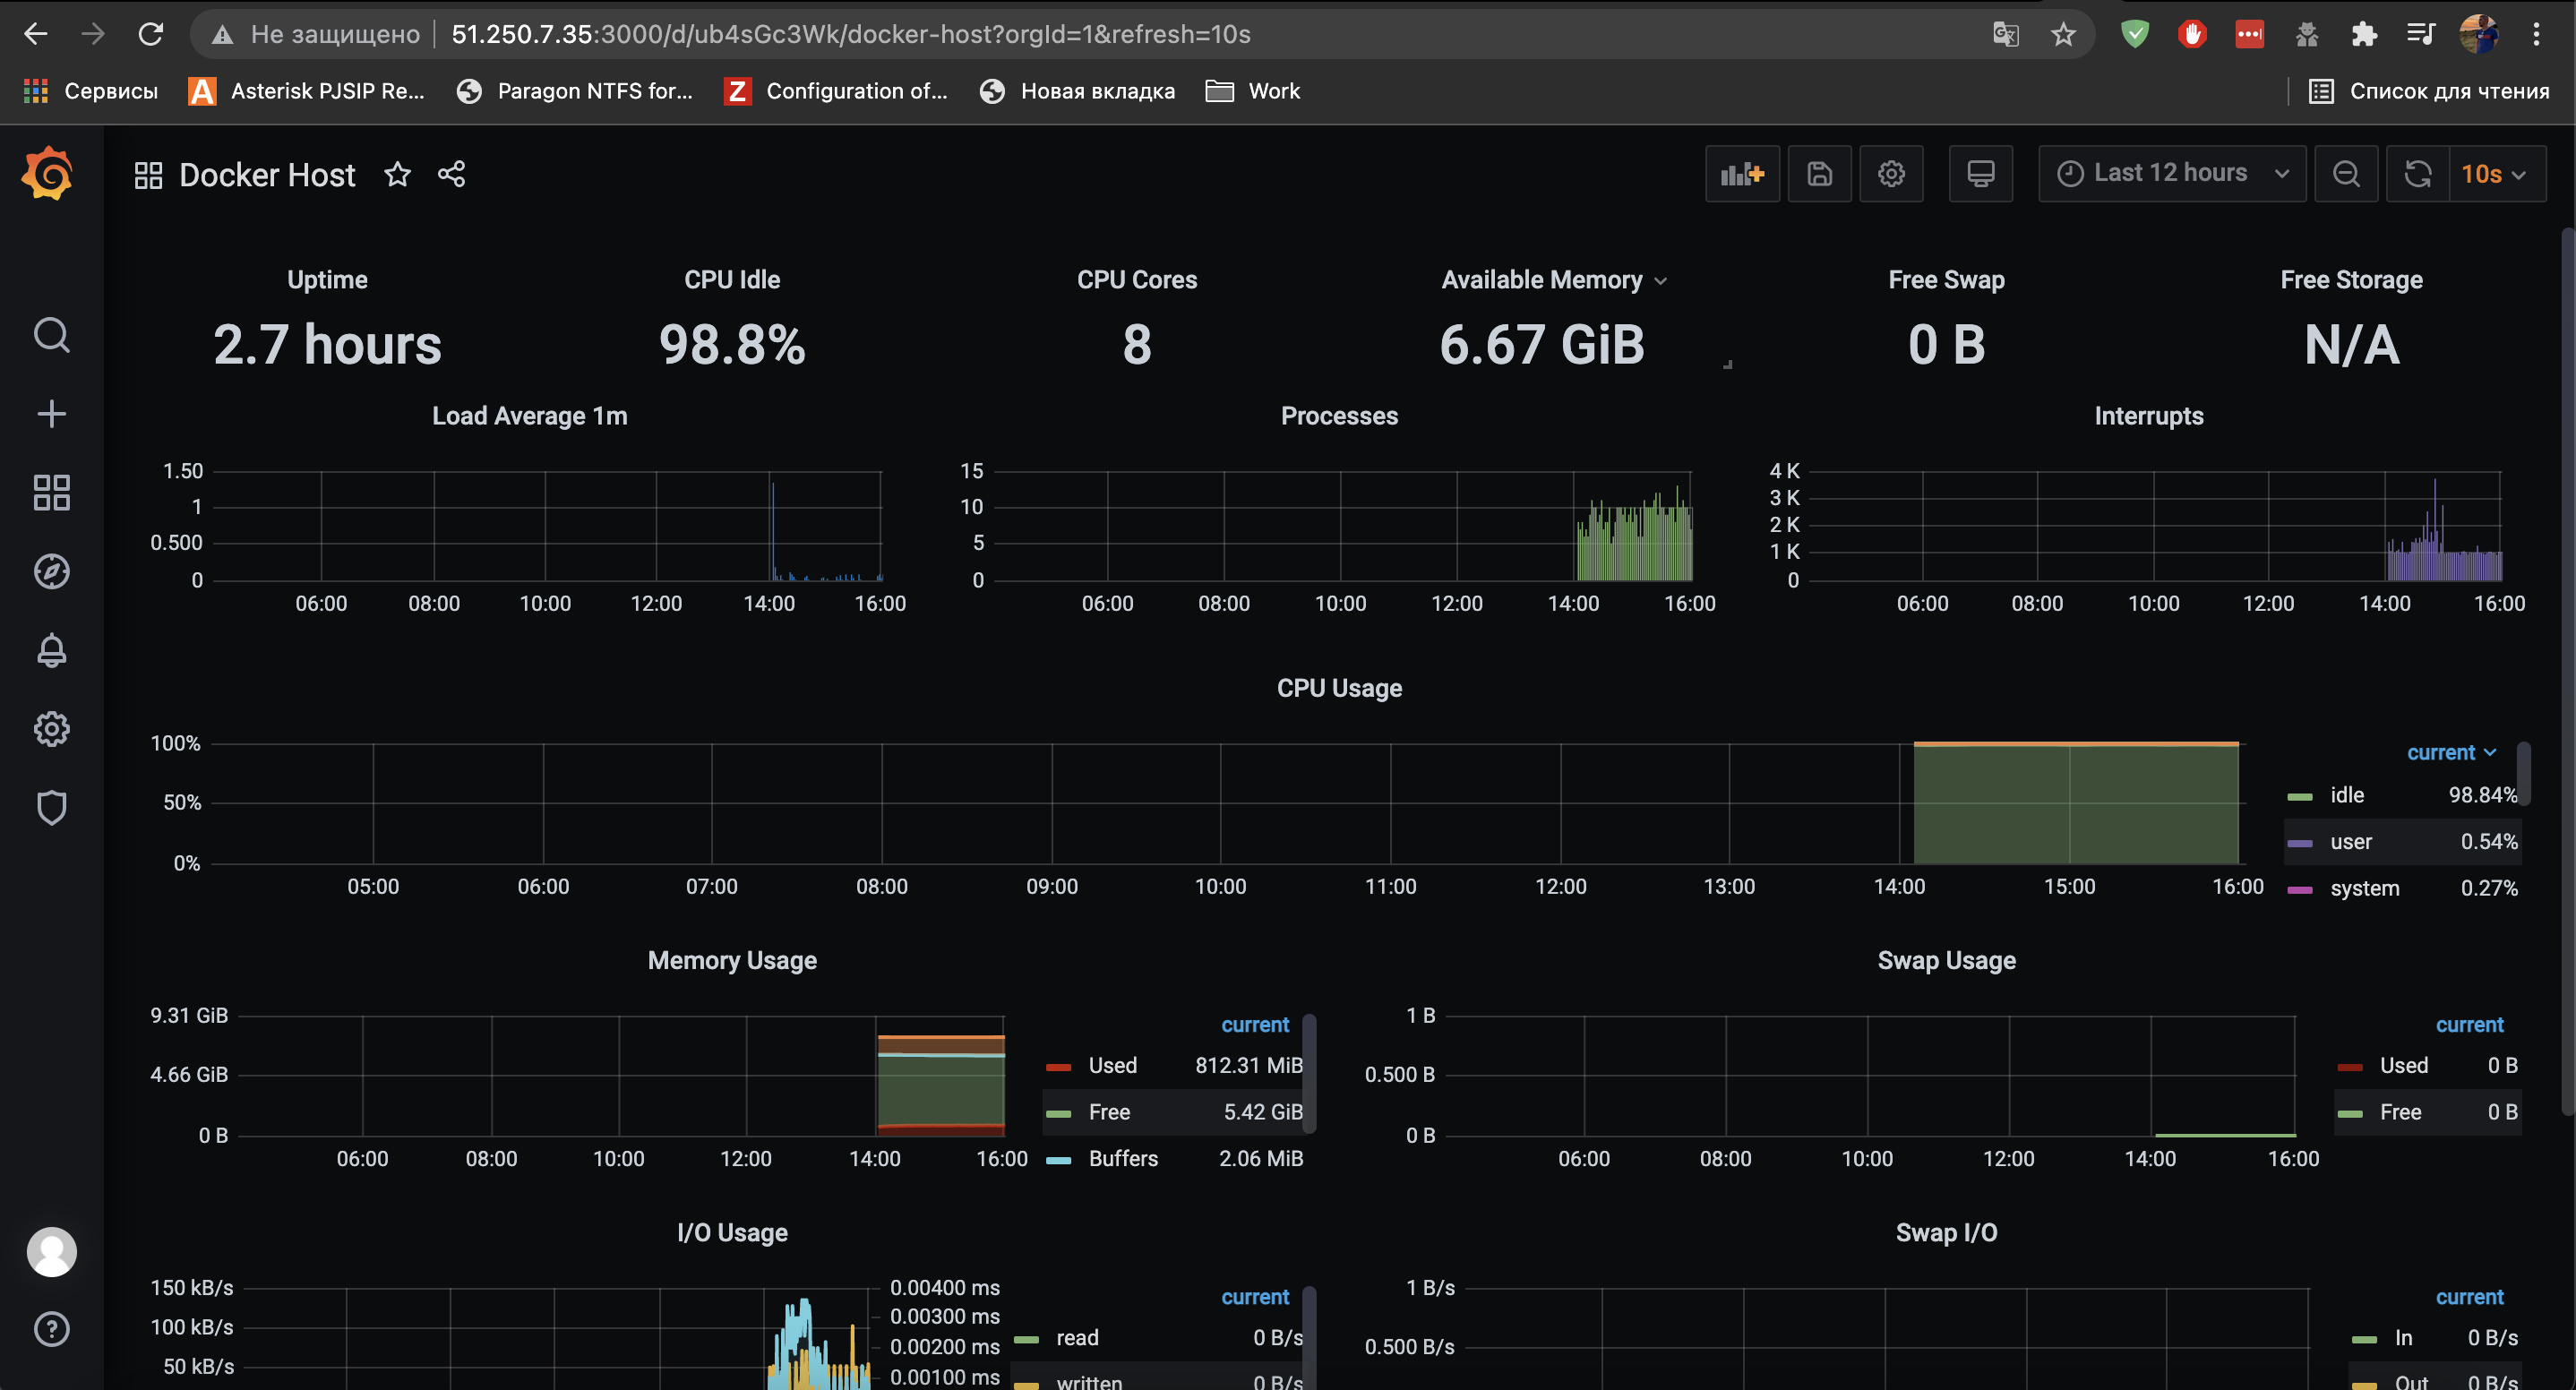 Не защищено 51.250.7.35:3000/d/ub4sGc3Wk/docker-host?orgId=1&refresh=10s
Сервисы Asterisk PJSIP Re... Paragon NTFS for... Configuration of... Новая вкладка Work Список для чтения
Docker Host Last 12 hours 10s
Uptime CPU Idle CPU Cores Available Memory Free Swap Free Storage
2.7 hours 98.8% 8 6.67 GiB 0 B N/A
Load Average 1m
1.50
1
0.500
0
06:00 08:00 10:00 12:00 14:00 16:00
Processes
15
10
5
0
06:00 08:00 10:00 12:00 14:00 16:00
Interrupts
4 K
3 K
2 K
1 K
0
06:00 08:00 10:00 12:00 14:00 16:00
CPU Usage
100%
50%
0%
05:00 06:00 07:00 08:00 09:00 10:00 11:00 12:00 13:00 14:00 15:00 16:00
current
idle 98.84%
user 0.54%
system 0.27%
Memory Usage
9.31 GiB
4.66 GiB
0 B
06:00 08:00 10:00 12:00 14:00 16:00
current
Used 812.31 MiB
Free 5.42 GiB
Buffers 2.06 MiB
Swap Usage
1 B
0.500 B
0 B
06:00 08:00 10:00 12:00 14:00 16:00
current
Used 0 B
Free 0 B
I/O Usage
150 kB/s
100 kB/s
50 kB/s
0.00400 ms
0.00300 ms
0.00200 ms
0.00100 ms
current
read 0 B/s
written 0 B/s
Swap I/O
1 B/s
0.500 B/s
current
In 0 B/s
Out 0 B/s